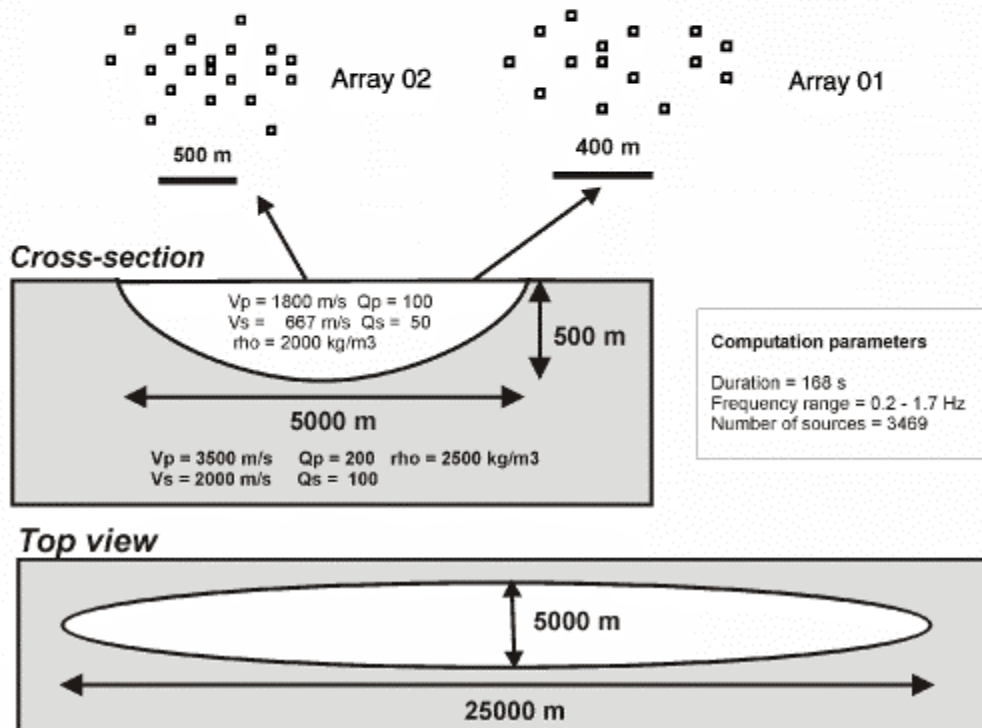 Array 02
Array 01
500 m
400 m
Cross-section
Vp = 1800 m/s Qp = 100
Vs = 667 m/s Qs = 50
rho = 2000 kg/m3
500 m
5000 m
Vp = 3500 m/s Qp = 200 rho = 2500 kg/m3
Vs = 2000 m/s Qs = 100
Computation parameters
Duration = 168 s
Frequency range = 0.2 - 1.7 Hz
Number of sources = 3469
Top view
5000 m
25000 m